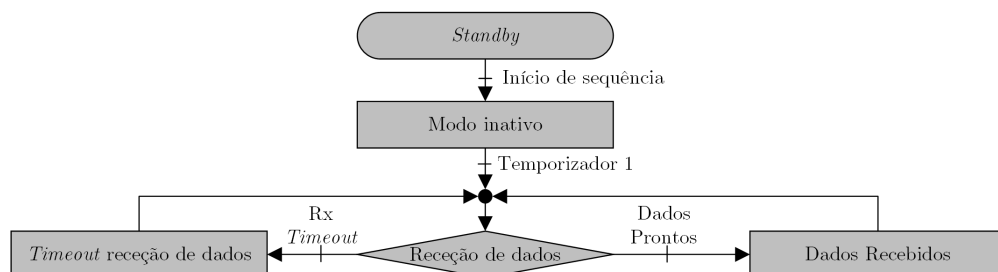 Standby
Início de sequência
Modo inativo
Temporizador 1
Rx
Timeout
Dados
Prontos
Timeout receção de dados
Receção de dados
Dados Recebidos